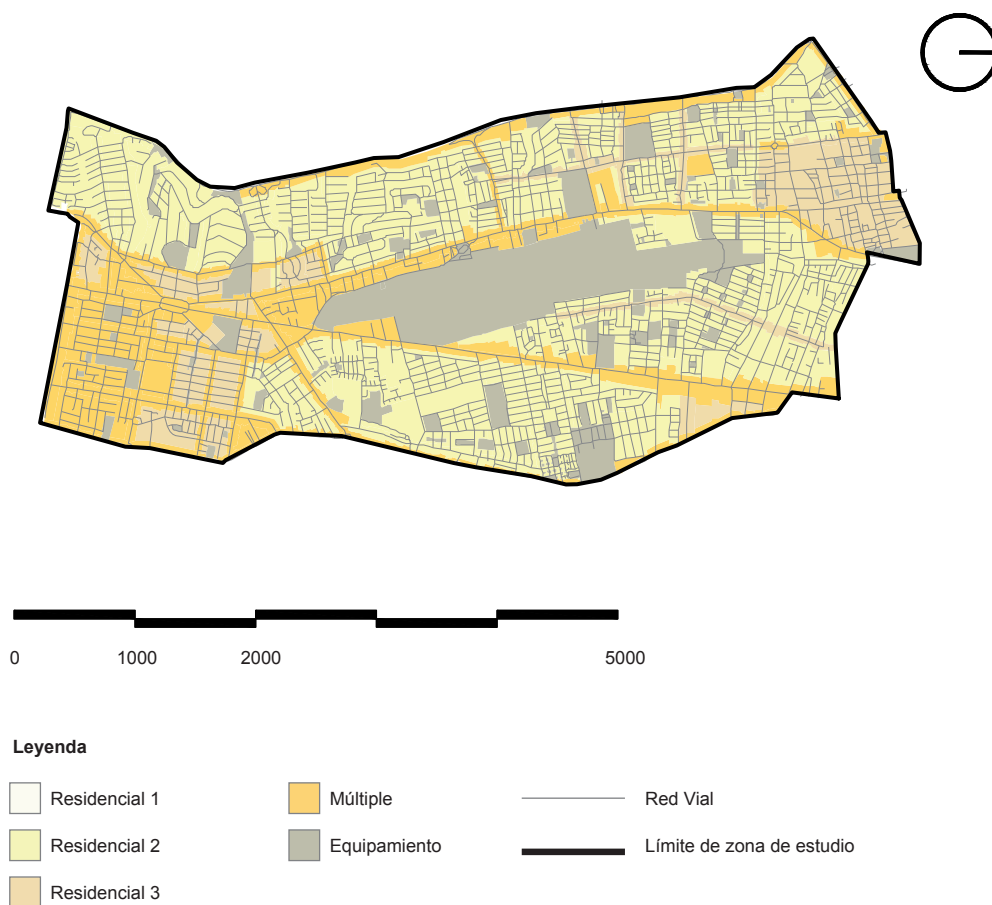 0 1000 2000 5000
Leyenda
Residencial 1 Múltiple Red Vial
Residencial 2 Equipamiento Límite de zona de estudio
Residencial 3